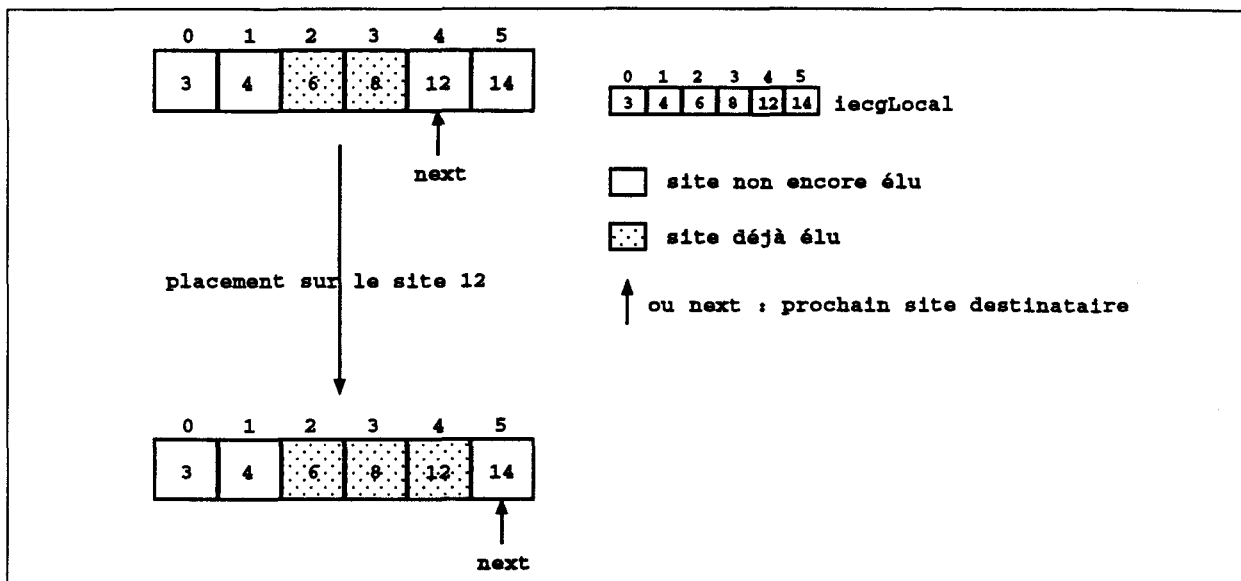 0 1 2 3 4 5
3 4 6 8 12 14
next
placement sur le site 12
0 1 2 3 4 5
3 4 6 8 12 14
next
0 1 2 3 4 5
3 4 6 8 12 14 iecgLocal
site non encore élu
site déjà élu
ou next : prochain site destinataire